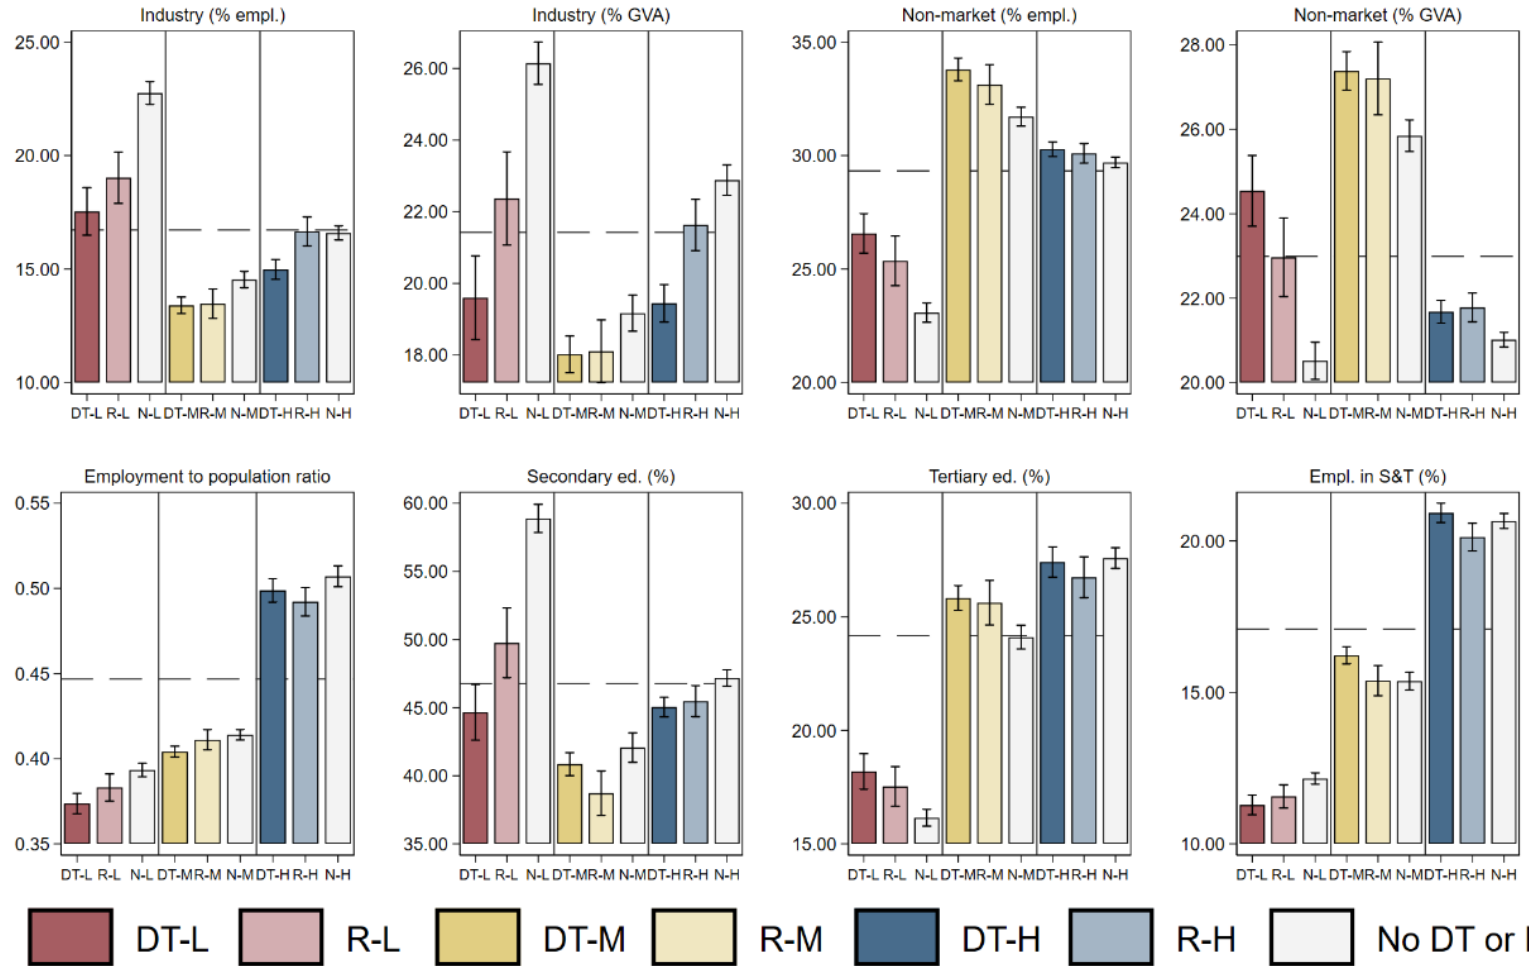 Industry (% empl.)
25.00
20.00
15.00
10.00
DT-L R-L N-L DT-M R-M N-M DT-H R-H N-H
Industry (% GVA)
26.00
24.00
22.00
20.00
18.00
DT-L R-L N-L DT-M R-M N-M DT-H R-H N-H
Non-market (% empl.)
35.00
30.00
25.00
20.00
DT-L R-L N-L DT-M R-M N-M DT-H R-H N-H
Non-market (% GVA)
28.00
26.00
24.00
22.00
20.00
DT-L R-L N-L DT-M R-M N-M DT-H R-H N-H
Employment to population ratio
0.55
0.50
0.45
0.40
0.35
DT-L R-L N-L DT-M R-M N-M DT-H R-H N-H
Secondary ed. (%)
60.00
55.00
50.00
45.00
40.00
35.00
DT-L R-L N-L DT-M R-M N-M DT-H R-H N-H
Tertiary ed. (%)
30.00
25.00
20.00
15.00
DT-L R-L N-L DT-M R-M N-M DT-H R-H N-H
Empl. in S&T (%)
20.00
15.00
10.00
DT-L R-L N-L DT-M R-M N-M DT-H R-H N-H
DT-L R-L DT-M R-M DT-H R-H No DT or